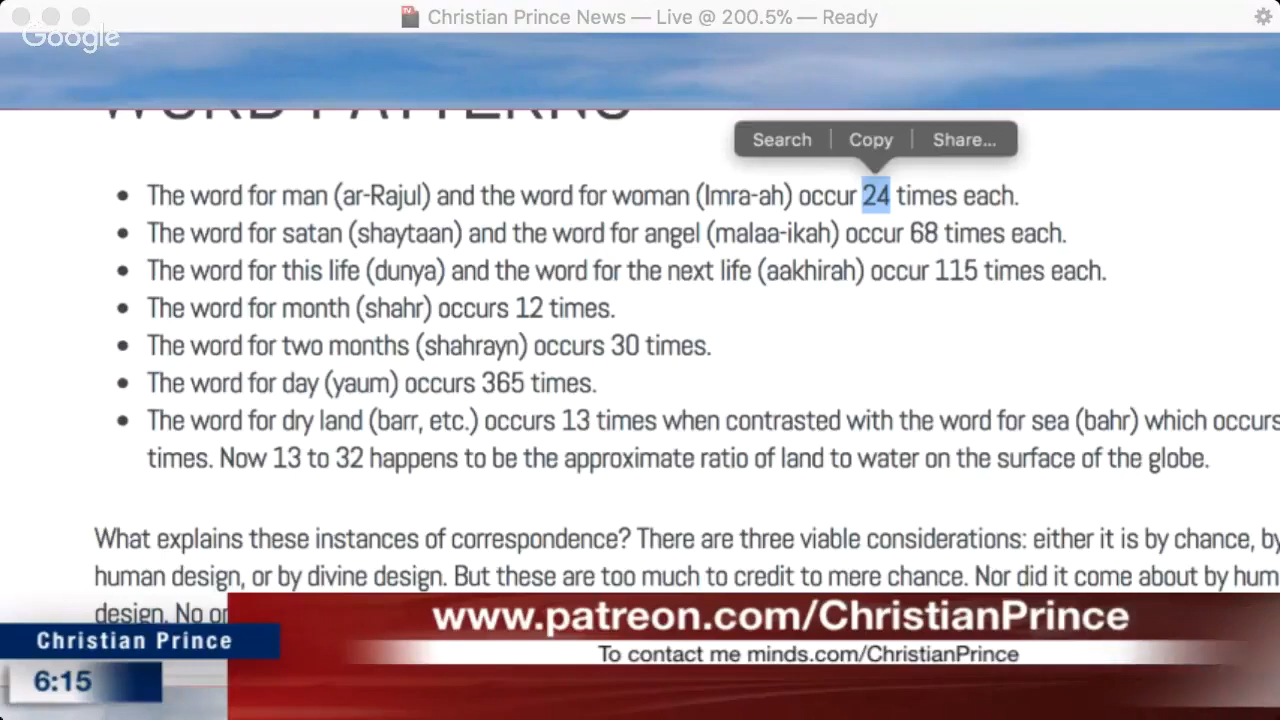 Christian Prince News — Live @ 200.5% — Ready
Google
WORD PATTERNS
Search | Copy | Share...
• The word for man (ar-Rajul) and the word for woman (Imra-ah) occur 24 times each.
• The word for satan (shaytaan) and the word for angel (malaa-ikah) occur 68 times each.
• The word for this life (dunya) and the word for the next life (aakhirah) occur 115 times each.
• The word for month (shahr) occurs 12 times.
• The word for two months (shahrayn) occurs 30 times.
• The word for day (yaum) occurs 365 times.
• The word for dry land (barr, etc.) occurs 13 times when contrasted with the word for sea (bahr) which occurs
times. Now 13 to 32 happens to be the approximate ratio of land to water on the surface of the globe.
What explains these instances of correspondence? There are three viable considerations: either it is by chance, by
human design, or by divine design. But these are too much to credit to mere chance. Nor did it come about by hum
design. No
www.patreon.com/ChristianPrince
Christian Prince
To contact me minds.com/ChristianPrince
6:15